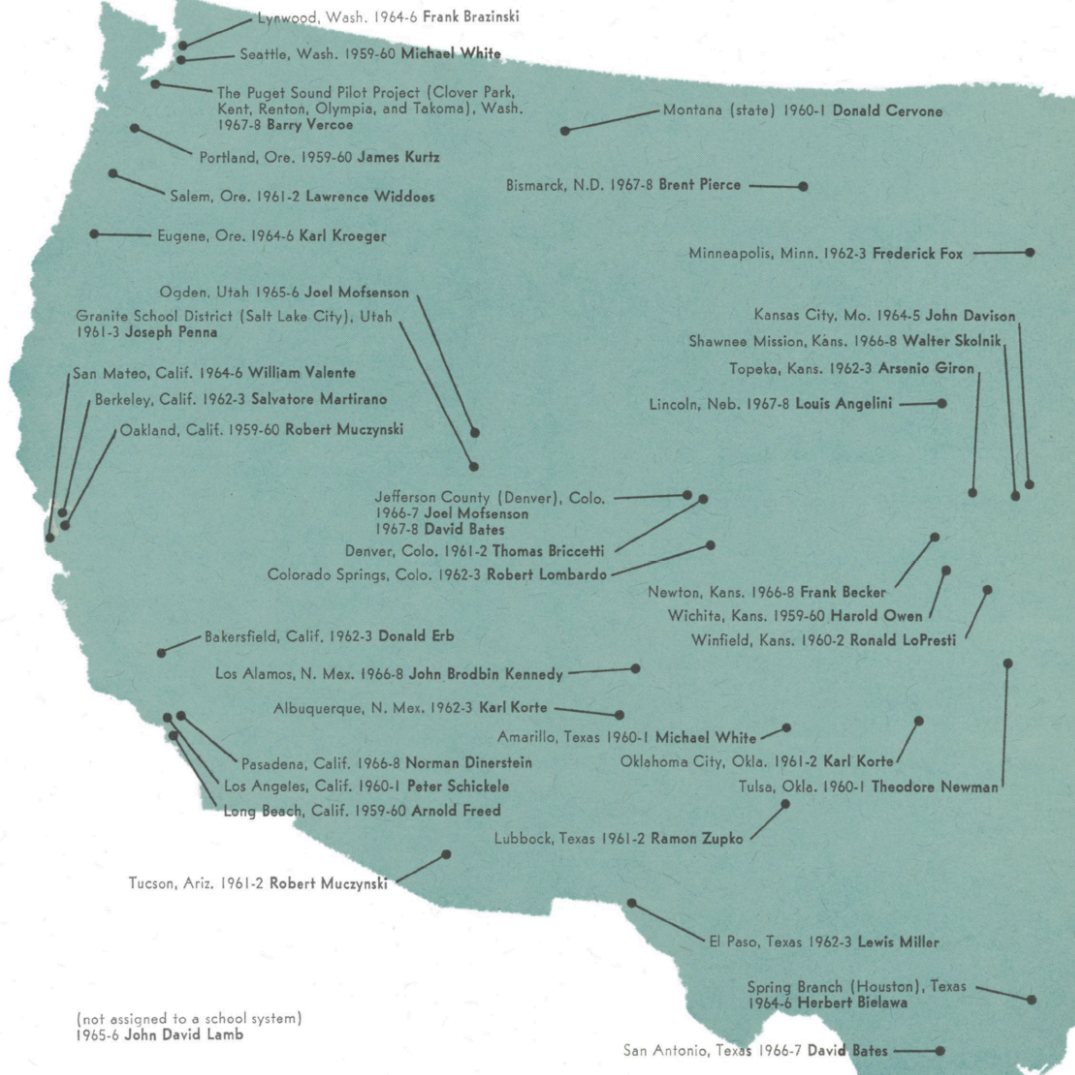 Lynwood, Wash. 1964-6 Frank Brazinski
Seattle, Wash. 1959-60 Michael White
The Puget Sound Pilot Project (Clover Park,
Kent, Renton, Olympia, and Takoma), Wash.
1967-8 Barry Vercoe
Montana (state) 1960-1 Donald Cervone
Portland, Ore. 1959-60 James Kurtz
Bismarck, N.D. 1967-8 Brent Pierce
Salem, Ore. 1961-2 Lawrence Widdoes
Eugene, Ore. 1964-6 Karl Kroeger
Minneapolis, Minn. 1962-3 Frederick Fox
Ogden, Utah 1965-6 Joel Mofsenson
Granite School District (Salt Lake City), Utah
1961-3 Joseph Penna
Kansas City, Mo. 1964-5 John Davison
Shawnee Mission, Kans. 1966-8 Walter Skolnik
Topeka, Kans. 1962-3 Arsenio Giron
San Mateo, Calif. 1964-6 William Valente
Berkeley, Calif. 1962-3 Salvatore Martirano
Lincoln, Neb. 1967-8 Louis Angelini
Oakland, Calif. 1959-60 Robert Muczynski
Jefferson County (Denver), Colo.
1966-7 Joel Mofsenson
1967-8 David Bates
Denver, Colo. 1961-2 Thomas Briccetti
Colorado Springs, Colo. 1962-3 Robert Lombardo
Newton, Kans. 1966-8 Frank Becker
Wichita, Kans. 1959-60 Harold Owen
Winfield, Kans. 1960-2 Ronald LoPresti
Bakersfield, Calif. 1962-3 Donald Erb
Los Alamos, N. Mex. 1966-8 John Brodbin Kennedy
Albuquerque, N. Mex. 1962-3 Karl Korte
Amarillo, Texas 1960-1 Michael White
Oklahoma City, Okla. 1961-2 Karl Korte
Pasadena, Calif. 1966-8 Norman Dinerstein
Los Angeles, Calif. 1960-1 Peter Schickele
Tulsa, Okla. 1960-1 Theodore Newman
Long Beach, Calif. 1959-60 Arnold Freed
Lubbock, Texas 1961-2 Ramon Zupko
Tucson, Ariz. 1961-2 Robert Muczynski
El Paso, Texas 1962-3 Lewis Miller
Spring Branch (Houston), Texas
1964-6 Herbert Bielawa
(not assigned to a school system)
1965-6 John David Lamb
San Antonio, Texas 1966-7 David Bates